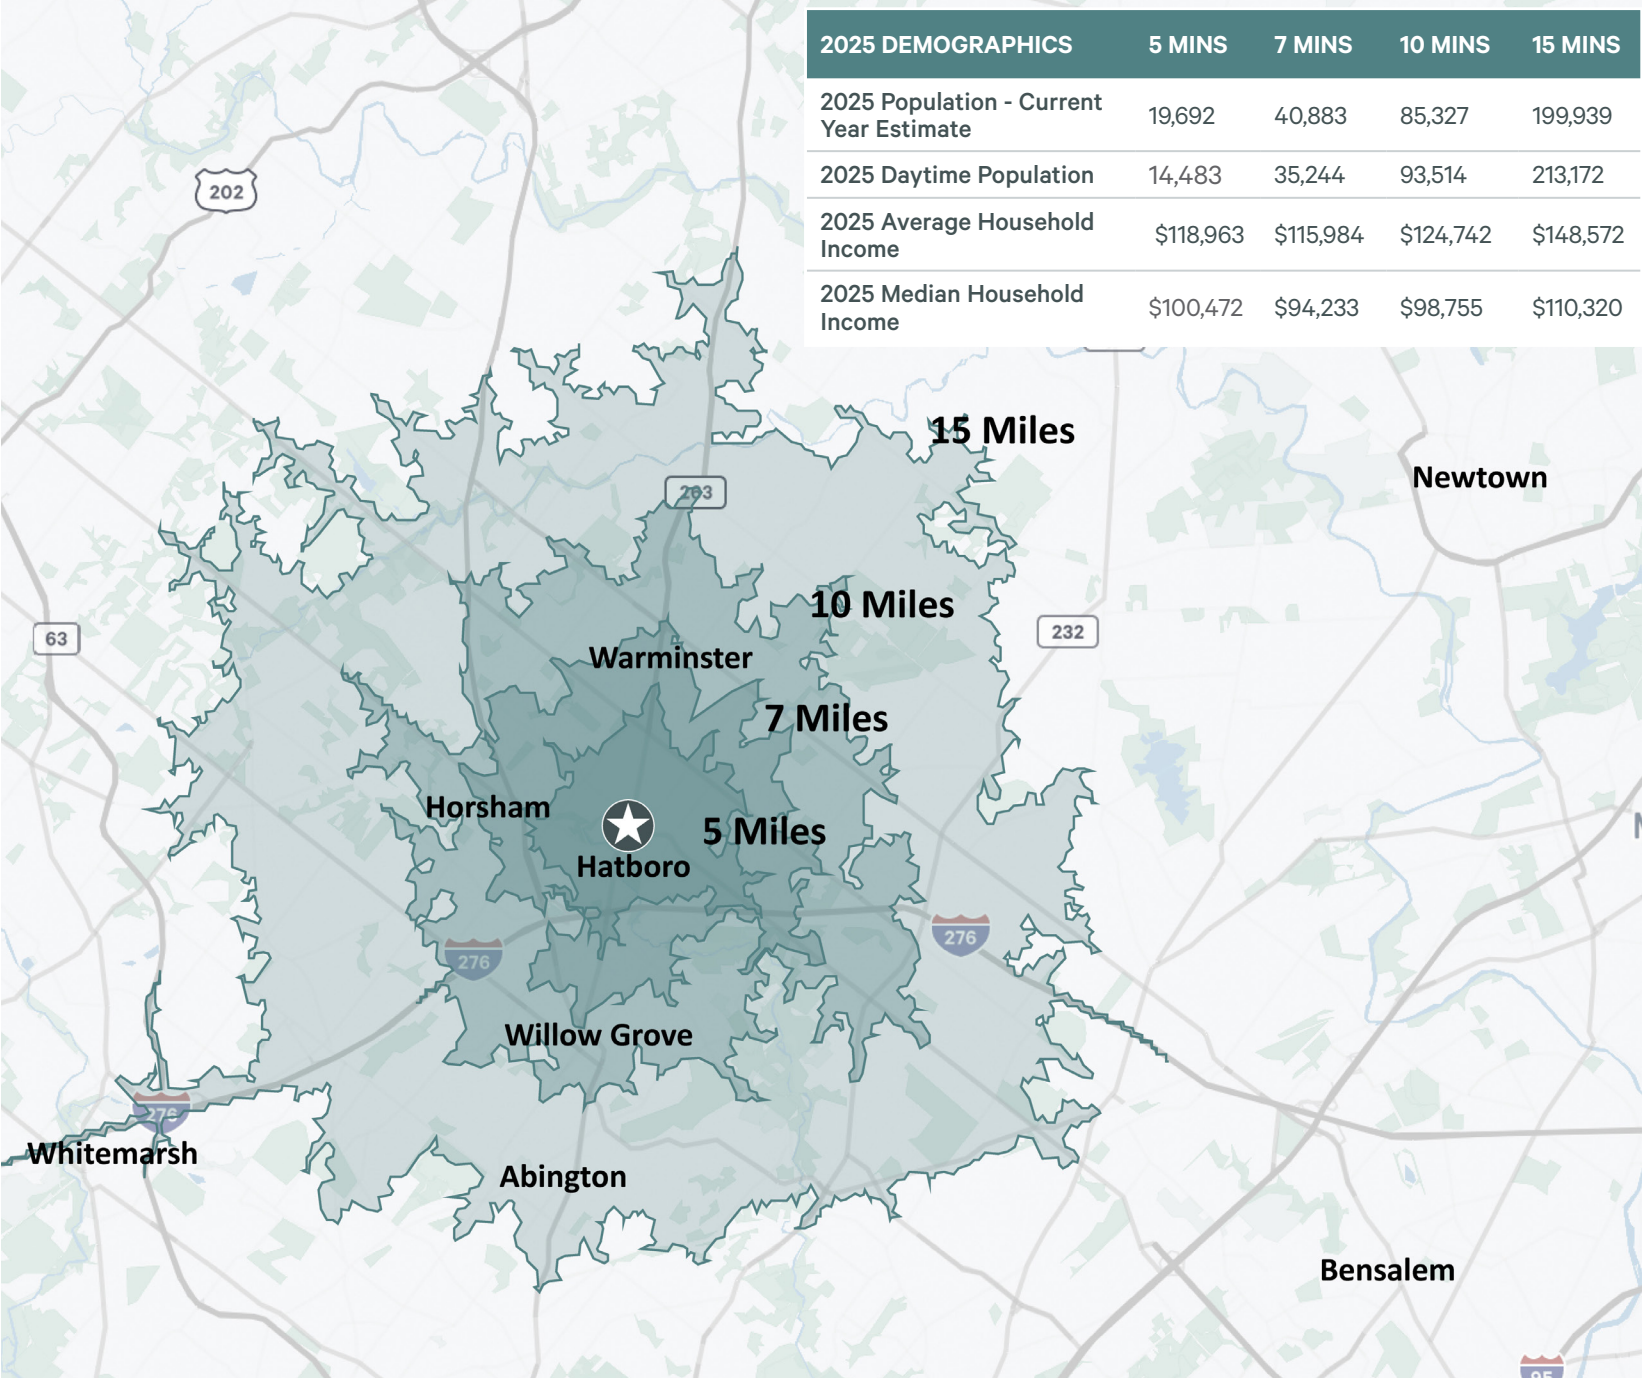 2025 DEMOGRAPHICS 5 MINS 7 MINS 10 MINS 15 MINS
2025 Population - Current
Year Estimate 19,692 40,883 85,327 199,939
2025 Daytime Population 14,483 35,244 93,514 213,172
2025 Average Household
Income $118,963 $115,984 $124,742 $148,572
2025 Median Household
Income $100,472 $94,233 $98,755 $110,320
202
15 Miles
Newtown
263
10 Miles
63
232
Warminster
7 Miles
Horsham
5 Miles
Hatboro
276
276
Willow Grove
276
Whitemarsh
Abington
Bensalem
95